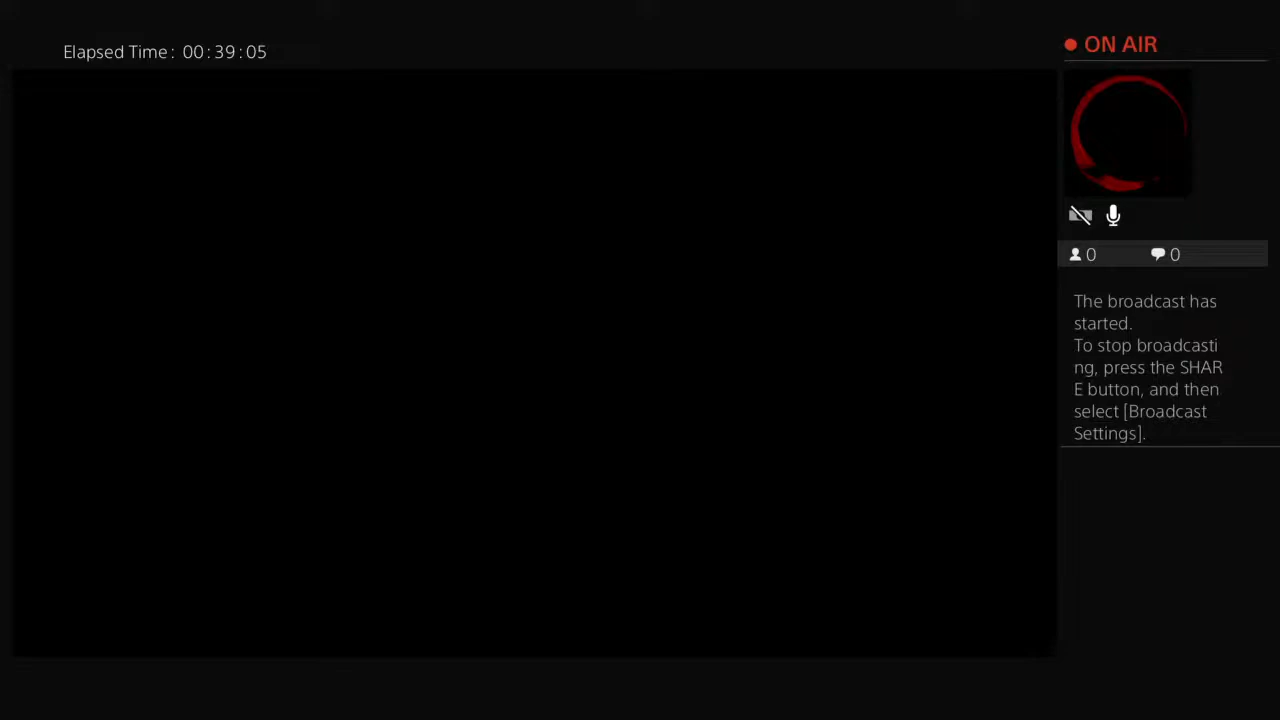 Elapsed Time: 00:39:05
ON AIR
0 0
The broadcast has
started.
To stop broadcasti
ng, press the SHAR
E button, and then
select [Broadcast
Settings].